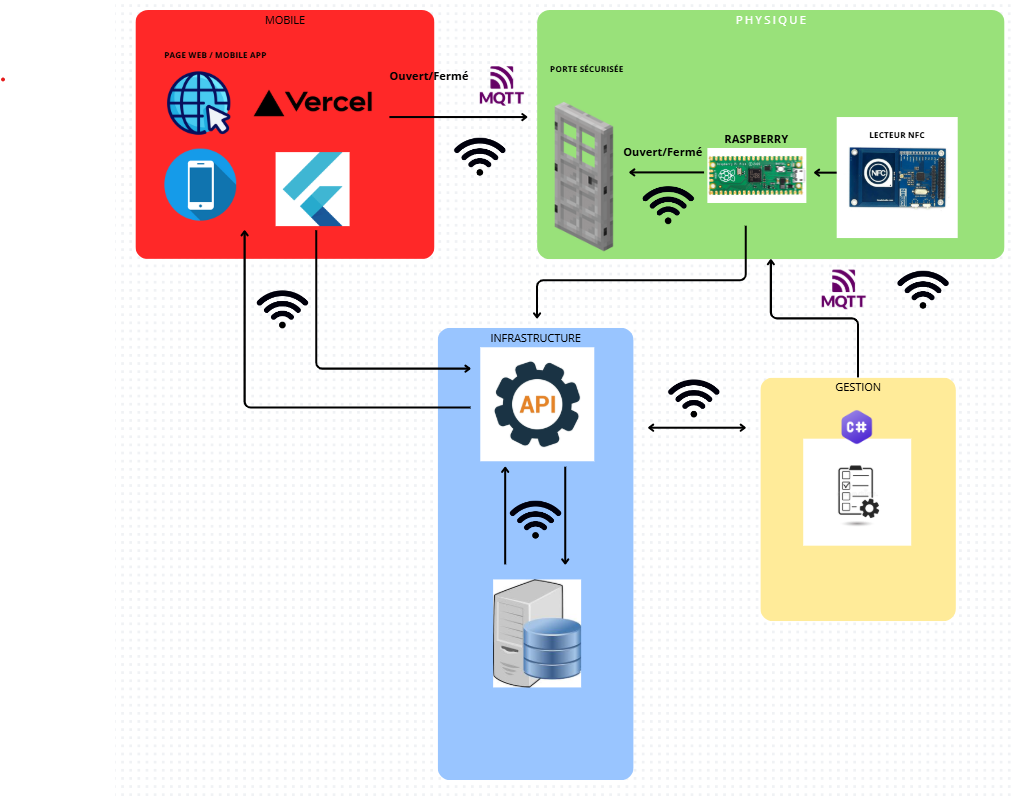 MOBILE
PAGE WEB / MOBILE APP
Vercel
Ouvert/Fermé
MQTT
PHYSIQUE
PORTE SÉCURISÉE
Ouvert/Fermé
RASPBERRY
LECTEUR NFC
NFC
MQTT
INFRASTRUCTURE
API
GESTION
C#